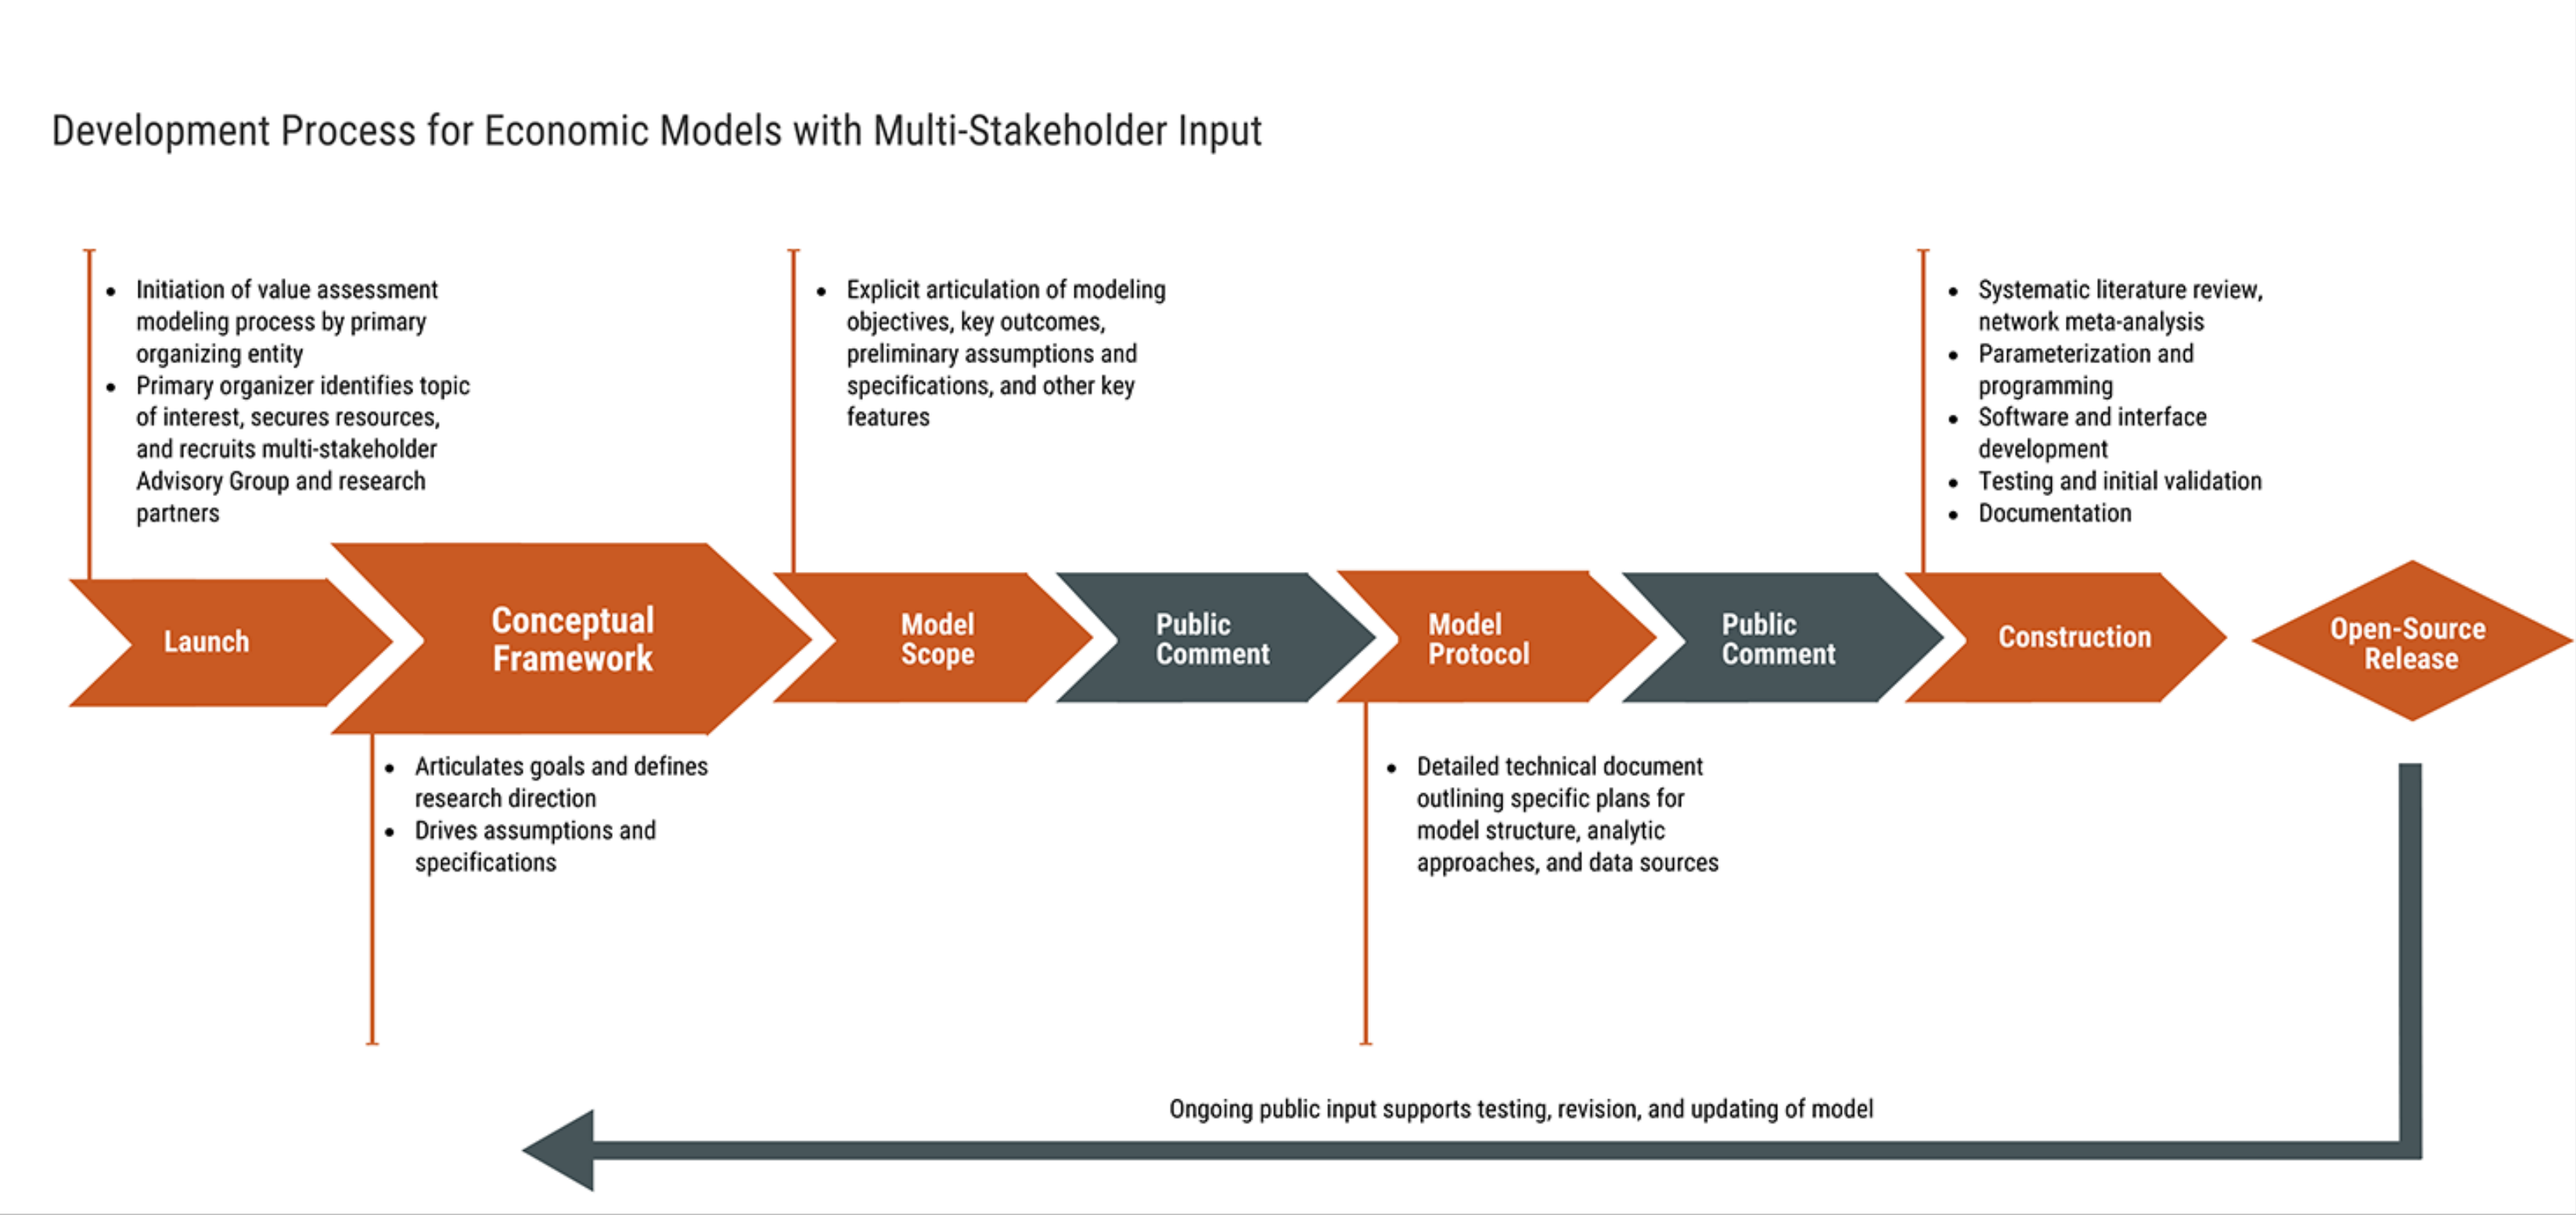 Development Process for Economic Models with Multi-Stakeholder Input
• Initiation of value assessment
modeling process by primary
organizing entity
• Primary organizer identifies topic
of interest, secures resources,
and recruits multi-stakeholder
Advisory Group and research
partners
• Explicit articulation of modeling
objectives, key outcomes,
preliminary assumptions and
specifications, and other key
features
• Systematic literature review,
network meta-analysis
• Parameterization and
programming
• Software and interface
development
• Testing and initial validation
• Documentation
Launch
Conceptual
Framework
Model
Scope
Public
Comment
Model
Protocol
Public
Comment
Construction
Open-Source
Release
• Articulates goals and defines
research direction
• Drives assumptions and
specifications
• Detailed technical document
outlining specific plans for
model structure, analytic
approaches, and data sources
Ongoing public input supports testing, revision, and updating of model